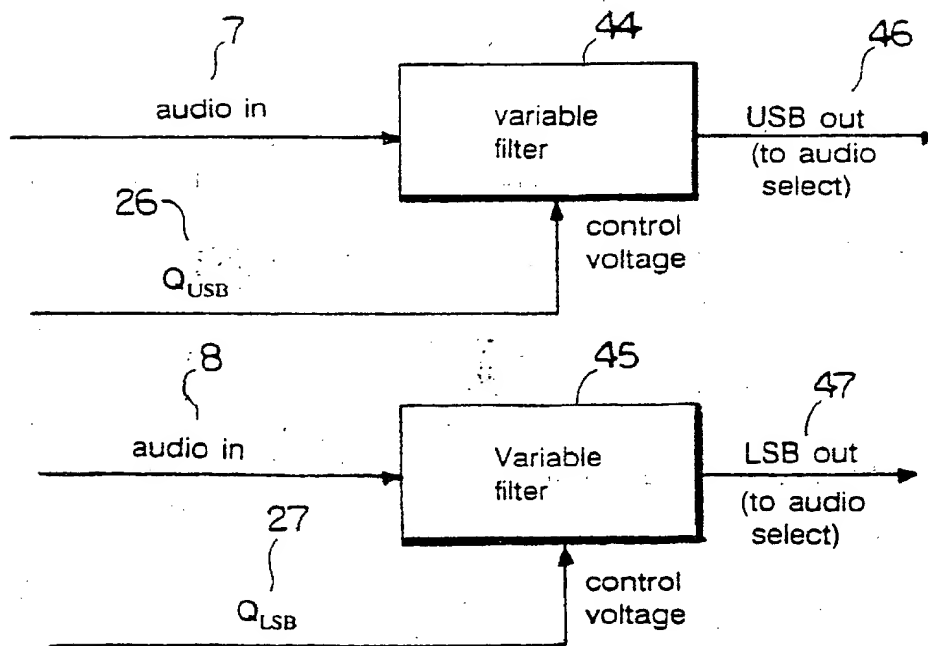 7
44
46
audio in
variable
filter
USB out
(to audio
select)
26
control
voltage
QUSB
8
45
47
audio in
Variable
filter
LSB out
(to audio
select)
27
control
voltage
QLSB